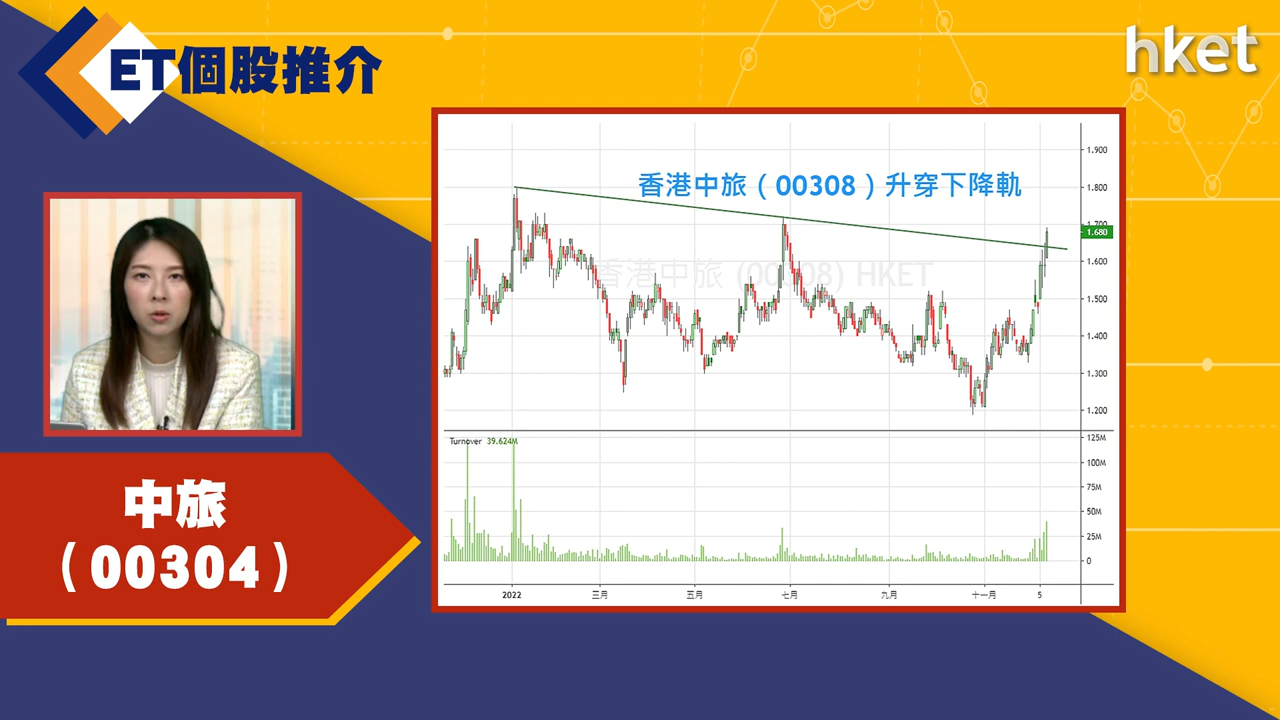 ET個股推介
hket
香港中旅（00308）升穿下降軌
香港中旅 (00308) HKET
1.900
1.800
1.700
1.680
1.600
1.500
1.400
1.300
1.200
Turnover 39.624M
125M
100M
75M
50M
25M
0
2022 三月 五月 七月 九月 十一月 5
中旅
（00304）